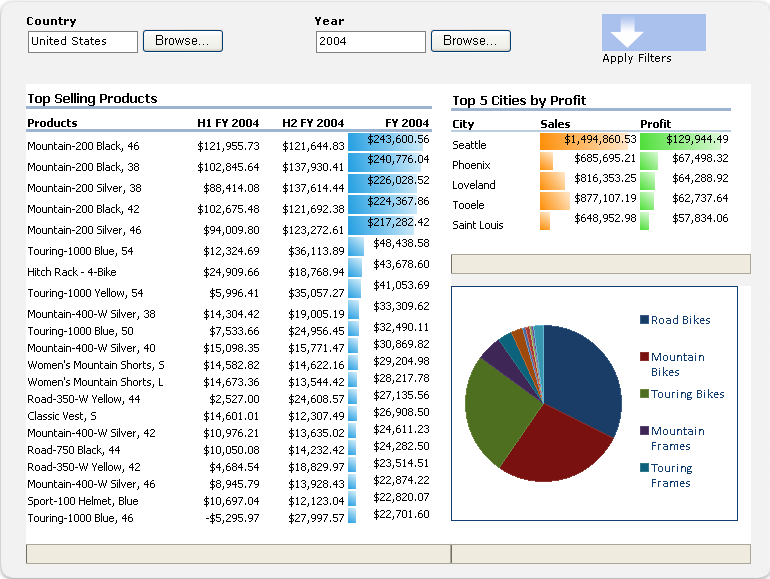 Country
Year
United States Browse...
2004 Browse...
Apply Filters
Top Selling Products
Products H1 FY 2004 H2 FY 2004 FY 2004
Mountain-200 Black, 46 $121,955.73 $121,644.83 $243,600.56
Mountain-200 Black, 38 $102,845.64 $137,930.41 $240,776.04
Mountain-200 Silver, 38 $88,414.08 $137,614.44 $226,028.52
Mountain-200 Black, 42 $102,675.48 $121,692.38 $224,367.86
Mountain-200 Silver, 46 $94,009.80 $123,272.61 $217,282.42
Touring-1000 Blue, 54 $12,324.69 $36,113.89 $48,438.58
Hitch Rack - 4-Bike $24,909.66 $18,768.94 $43,678.60
Touring-1000 Yellow, 54 $5,996.41 $35,057.27 $41,053.69
Mountain-400-W Silver, 38 $14,304.42 $19,005.19 $33,309.62
Touring-1000 Blue, 50 $7,533.66 $24,956.45 $32,490.11
Mountain-400-W Silver, 40 $15,098.35 $15,771.47 $30,869.82
Women's Mountain Shorts, S $14,582.82 $14,622.16 $29,204.98
Women's Mountain Shorts, L $14,673.36 $13,544.42 $28,217.78
Road-350-W Yellow, 44 $2,527.00 $24,608.57 $27,135.56
Classic Vest, S $14,601.01 $12,307.49 $26,908.50
Mountain-400-W Silver, 42 $10,976.21 $13,635.02 $24,611.23
Road-750 Black, 44 $10,050.08 $14,232.42 $24,282.50
Road-350-W Yellow, 42 $4,684.54 $18,829.97 $23,514.51
Mountain-400-W Silver, 46 $8,945.79 $13,928.43 $22,874.22
Sport-100 Helmet, Blue $10,697.04 $12,123.04 $22,820.07
Touring-1000 Blue, 46 -$5,295.97 $27,997.57 $22,701.60
Top 5 Cities by Profit
City Sales Profit
Seattle $1,494,860.53 $129,944.49
Phoenix $685,695.21 $67,498.32
Loveland $816,353.25 $64,288.92
Tooele $877,107.19 $62,737.64
Saint Louis $648,952.98 $57,834.06
Road Bikes
Mountain
Bikes
Touring Bikes
Mountain
Frames
Touring
Frames